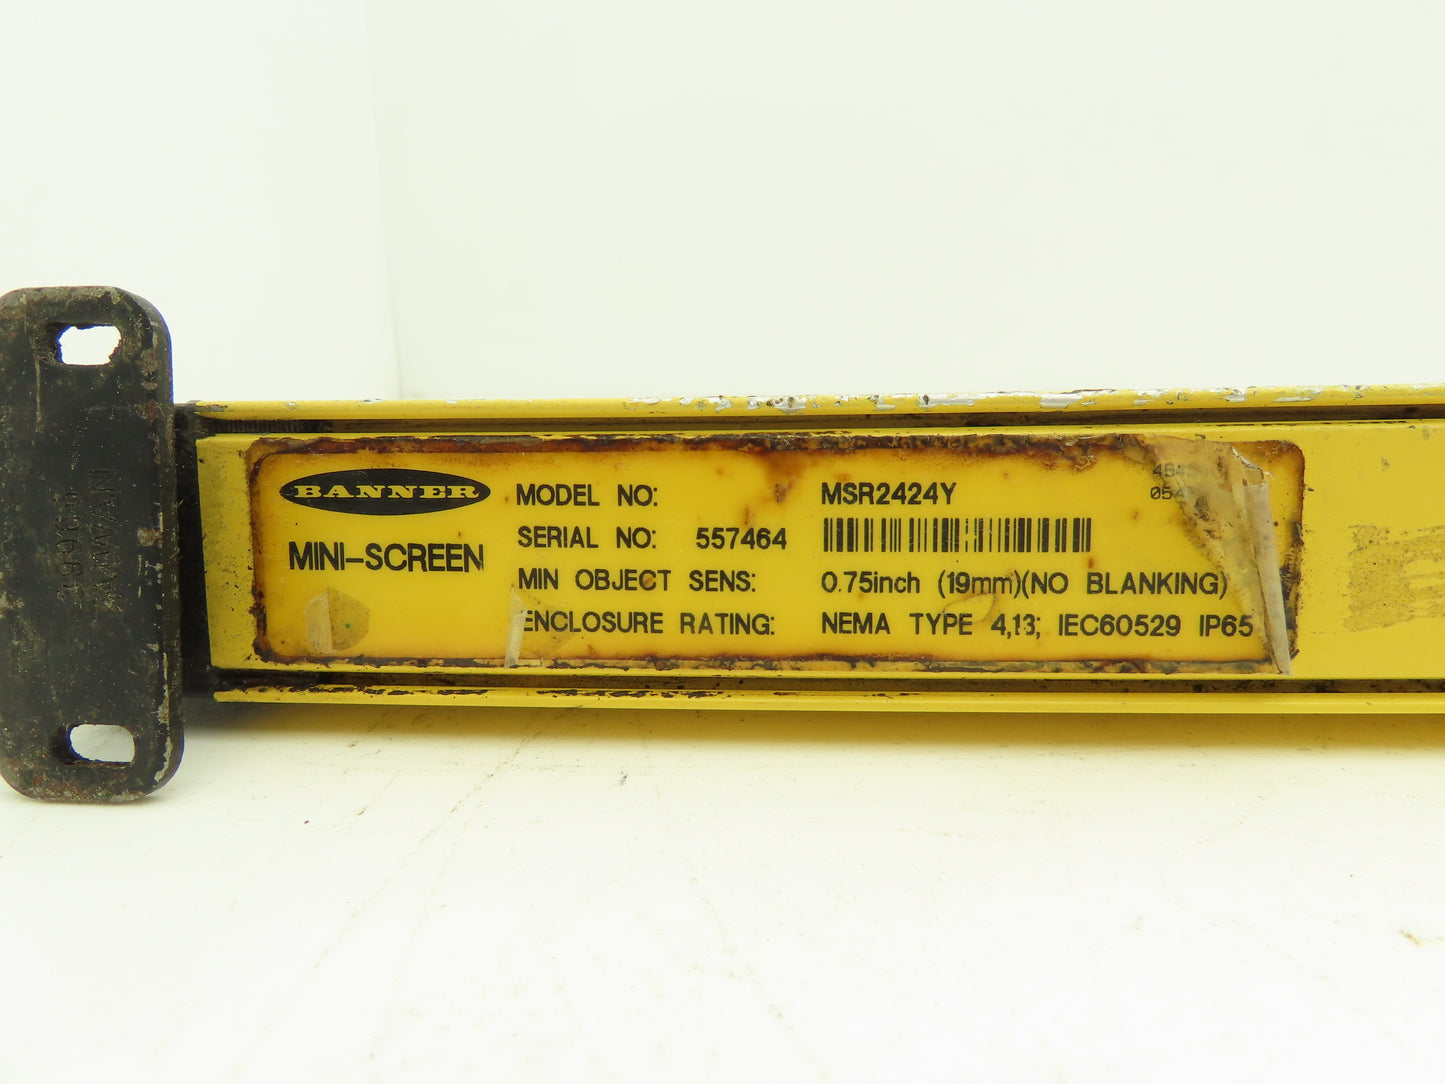 BANNER
MINI-SCREEN
MODEL NO: MSR2424Y
SERIAL NO: 557464
MIN OBJECT SENS: 0.75inch (19mm)(NO BLANKING)
ENCLOSURE RATING: NEMA TYPE 4,13; IEC60529 IP65